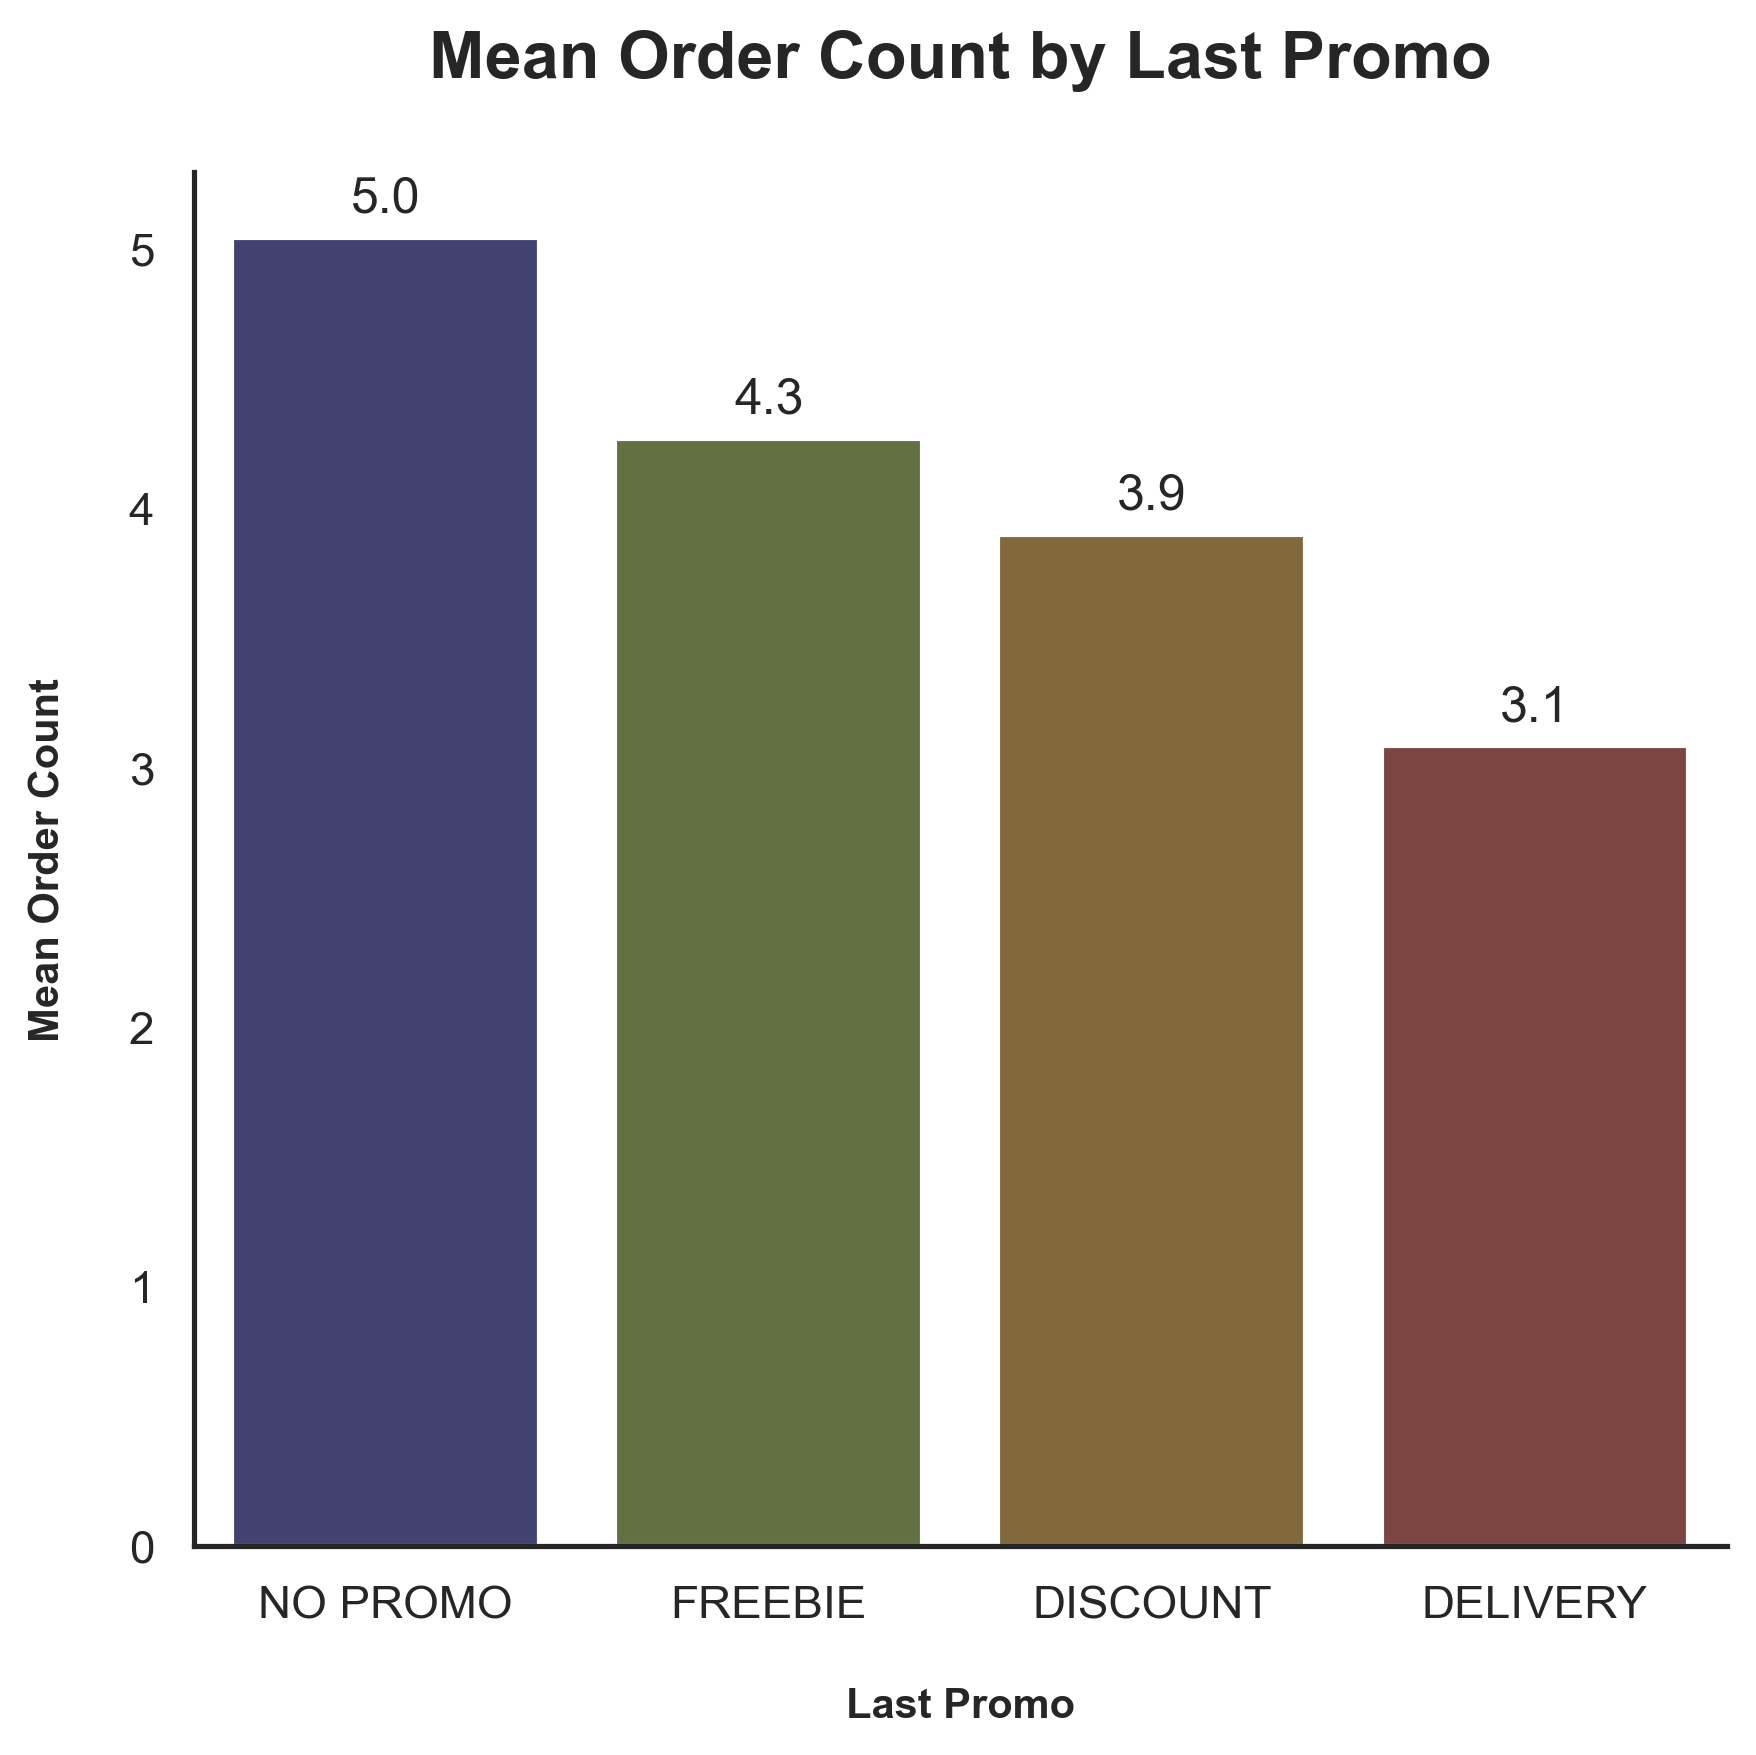 Mean Order Count by Last Promo
5.0
4.3
3.9
3.1
5
4
3
2
1
0
Mean Order Count
NO PROMO
FREEBIE
DISCOUNT
DELIVERY
Last Promo